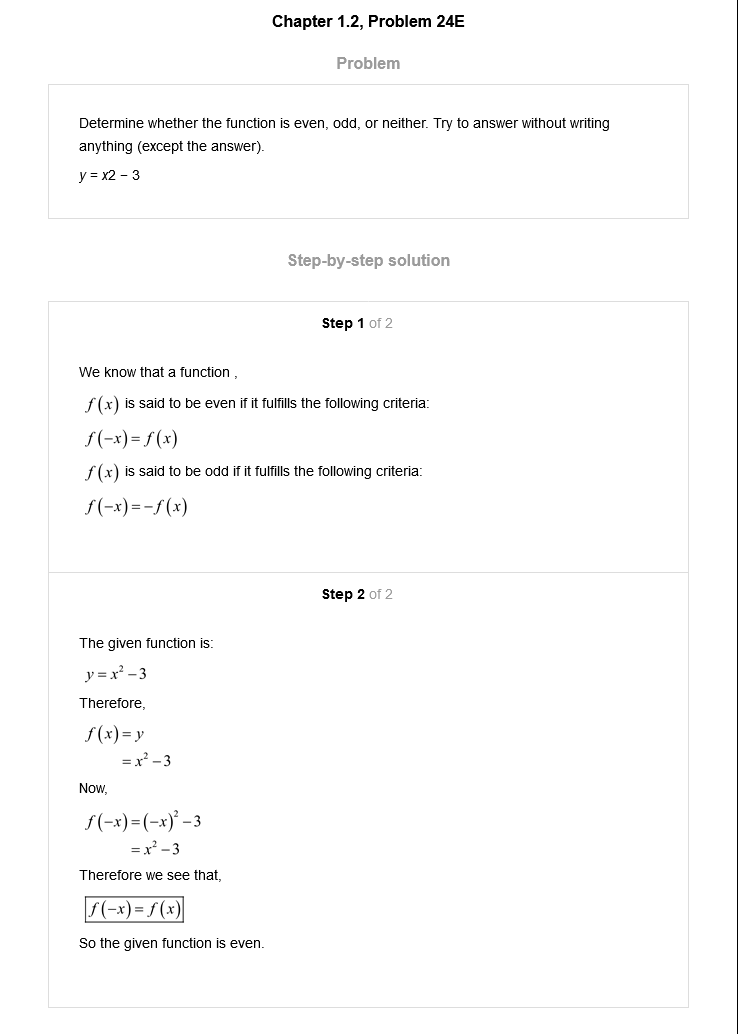 Chapter 1.2, Problem 24E
Problem
Determine whether the function is even, odd, or neither. Try to answer without writing
anything (except the answer).
y = x2 − 3
Step-by-step solution
Step 1 of 2
We know that a function ,
f(x) is said to be even if it fulfills the following criteria:
f(−x) = f(x)
f(x) is said to be odd if it fulfills the following criteria:
f(−x) = −f(x)
Step 2 of 2
The given function is:
y = x² − 3
Therefore,
f(x) = y
= x² − 3
Now,
f(−x) = (−x)² − 3
= x² − 3
Therefore we see that,
f(−x) = f(x)
So the given function is even.